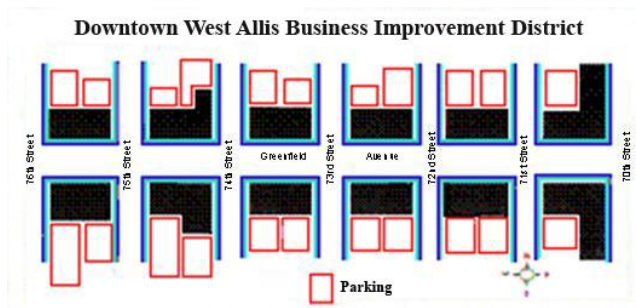 Downtown West Allis Business Improvement District
76th Street
75th Street
74th Street
Greenfield
73rd Street
Avenue
72nd Street
71st Street
70th Street
Parking